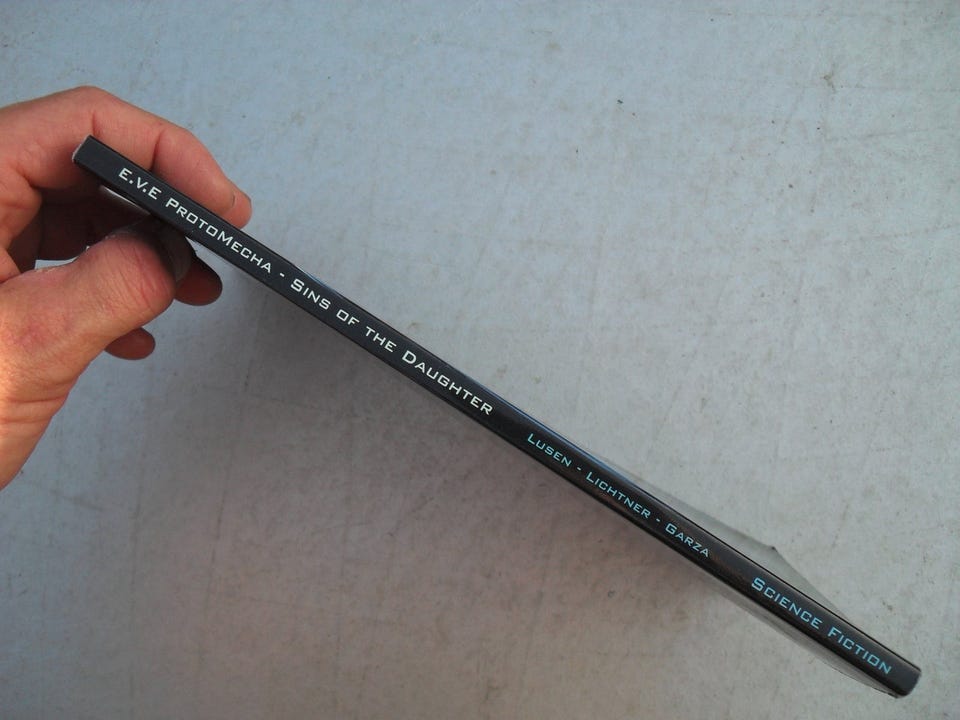 E.V.E ProtoMecha - Sins of the Daughter
Lusen - Lichtner - Garza
Science Fiction